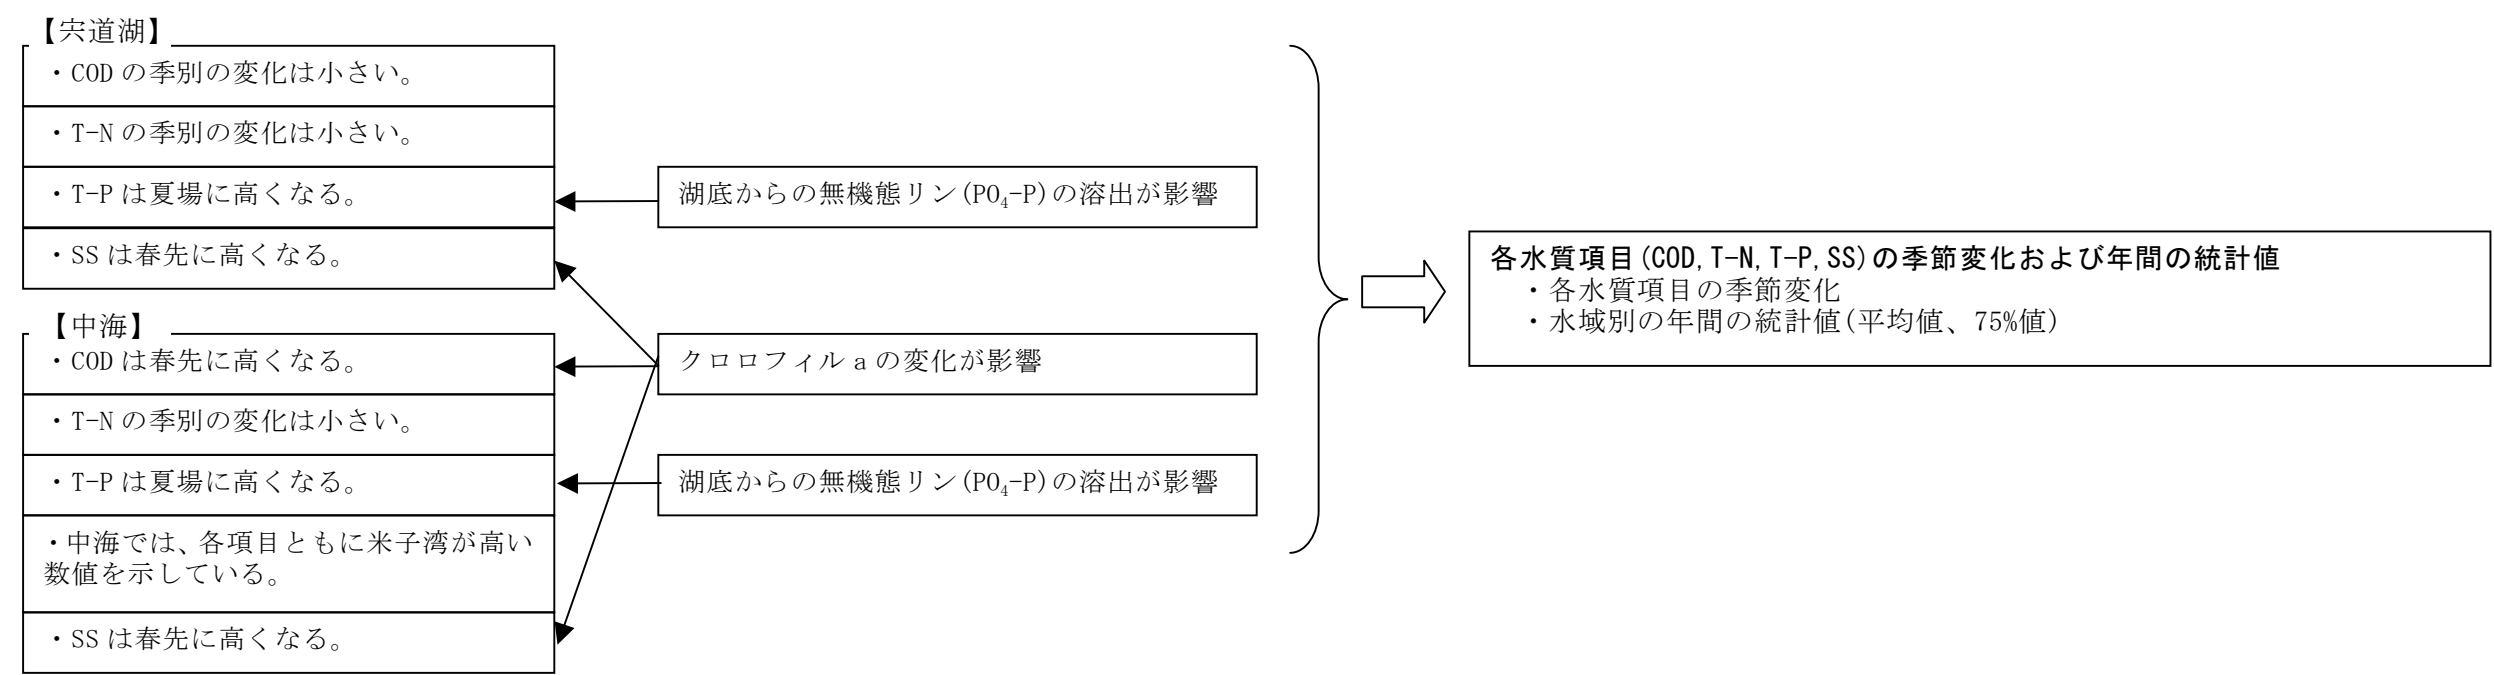 【宍道湖】
・CODの季別の変化は小さい。
・T-Nの季別の変化は小さい。
・T-Pは夏場に高くなる。
・SSは春先に高くなる。
【中海】
・CODは春先に高くなる。
・T-Nの季別の変化は小さい。
・T-Pは夏場に高くなる。
・中海では、各項目ともに米子湾が高い
数値を示している。
・SSは春先に高くなる。
湖底からの無機態リン(PO₄-P)の溶出が影響
クロロフィルaの変化が影響
湖底からの無機態リン(PO₄-P)の溶出が影響
各水質項目(COD,T-N,T-P,SS)の季節変化および年間の統計値
・各水質項目の季節変化
・水域別の年間の統計値(平均値、75%値)